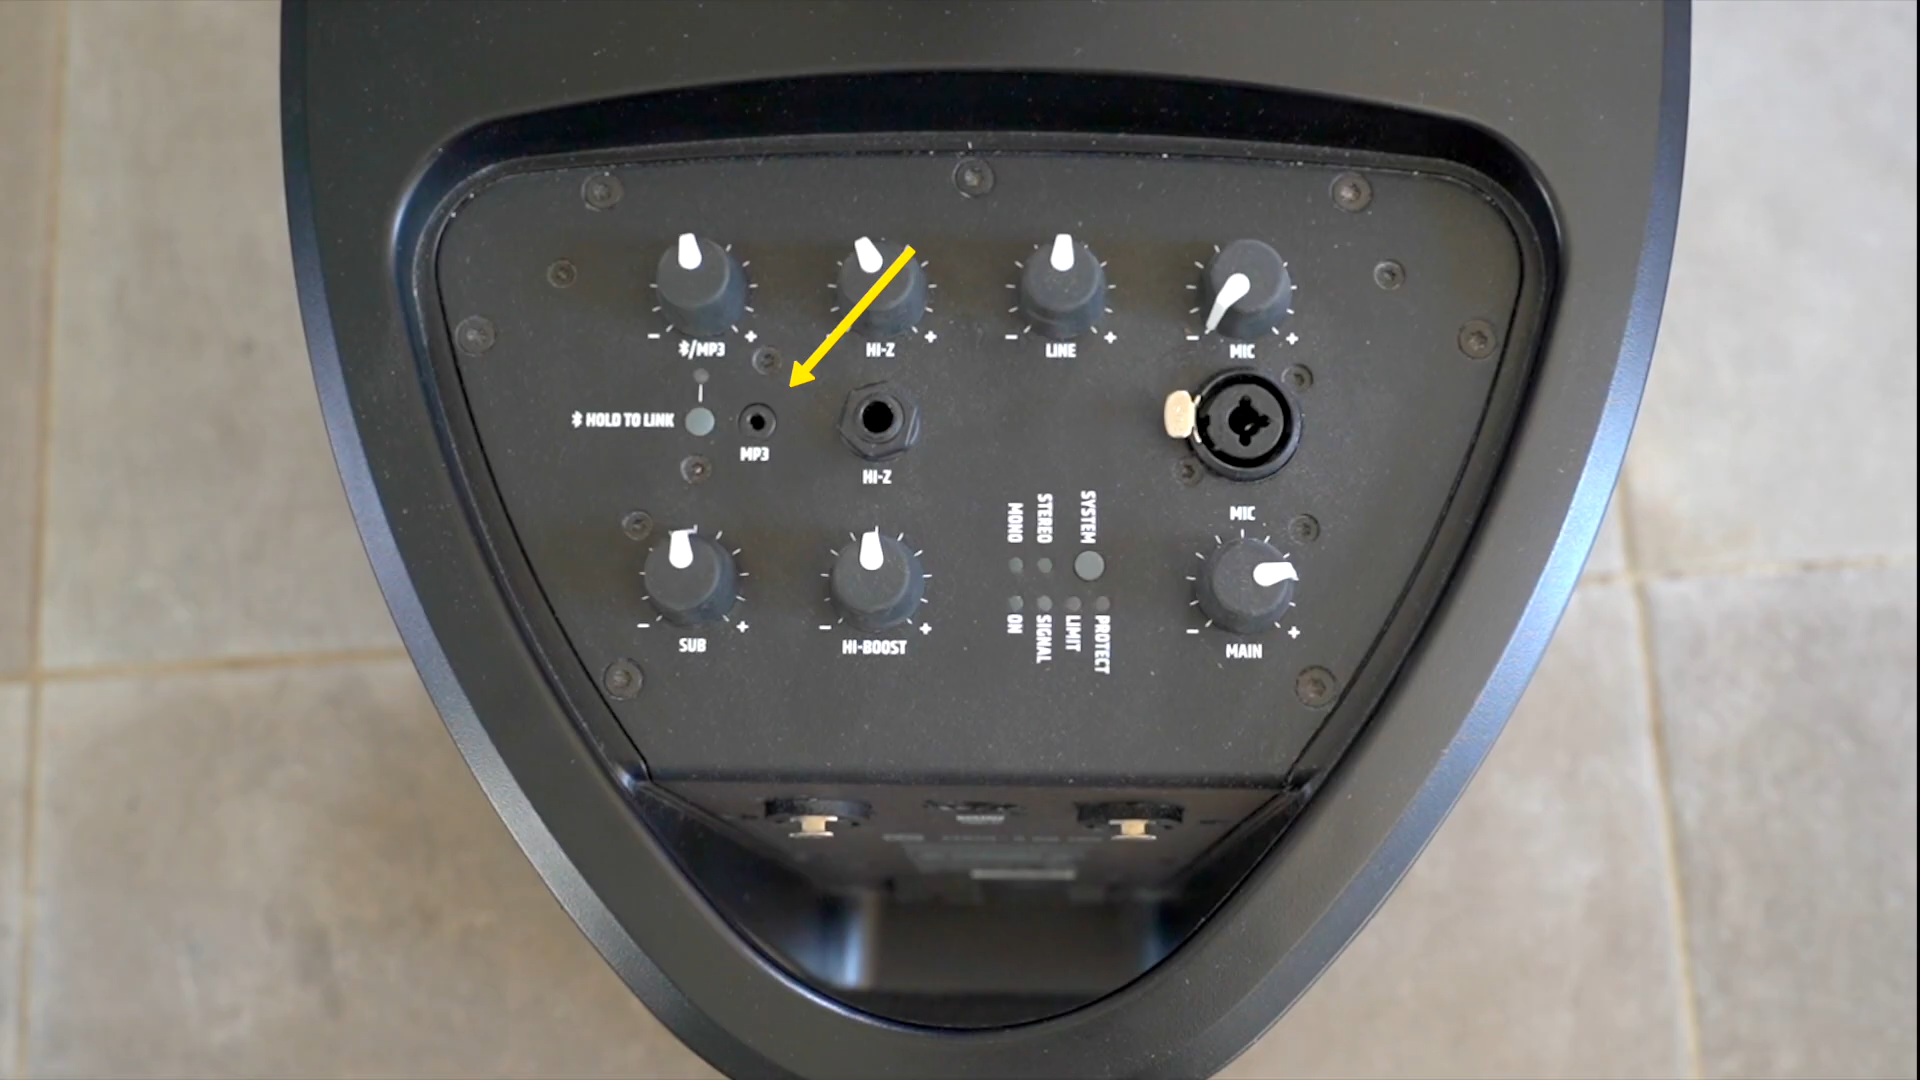 - + - + - + - +
/MP3 HI-Z LINE MIC
HOLD TO LINK
MP3
HI-Z
MIC
MONO STEREO SYSTEM
ON SIGNAL LIMIT PROTECT
- + - + - +
SUB HI-BOOST MAIN